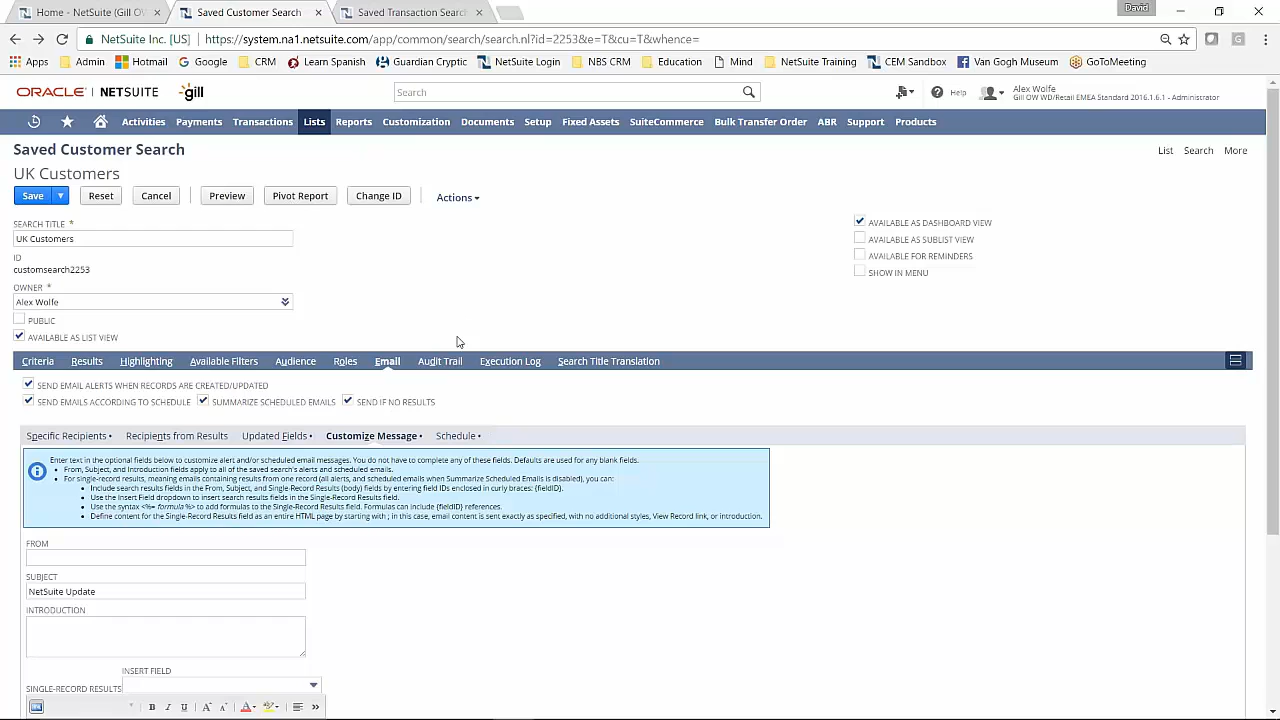 David
Home - NetSuite (Gill O
Saved Customer Search
Saved Transaction Search
NetSuite Inc. [US]
https://system.na1.netsuite.com/app/common/search/search.nl?id=2253&e=T&cu=T&whence=
Apps
Admin
Hotmail
Google
CRM
Learn Spanish
Guardian Cryptic
NetSuite Login
NBS CRM
Education
Mind
NetSuite Training
CEM Sandbox
Van Gogh Museum
GoToMeeting
ORACLE NETSUITE gill
Search
Help
Alex Wolfe
Gill OW WD/Retail EMEA Standard 2016.1.6.1 - Administrator
Activities
Payments
Transactions
Lists
Reports
Customization
Documents
Setup
Fixed Assets
SuiteCommerce
Bulk Transfer Order
ABR
Support
Products
Saved Customer Search
List
Search
More
UK Customers
Save
Reset
Cancel
Preview
Pivot Report
Change ID
Actions
SEARCH TITLE *
UK Customers
ID
customsearch2253
OWNER *
Alex Wolfe
PUBLIC
AVAILABLE AS LIST VIEW
AVAILABLE AS DASHBOARD VIEW
AVAILABLE AS SUBLIST VIEW
AVAILABLE FOR REMINDERS
SHOW IN MENU
Criteria
Results
Highlighting
Available Filters
Audience
Roles
Email
Audit Trail
Execution Log
Search Title Translation
SEND EMAIL ALERTS WHEN RECORDS ARE CREATED/UPDATED
SEND EMAILS ACCORDING TO SCHEDULE
SUMMARIZE SCHEDULED EMAILS
SEND IF NO RESULTS
Specific Recipients •
Recipients from Results
Updated Fields •
Customize Message •
Schedule •
Enter text in the optional fields below to customize alert and/or scheduled email messages. You do not have to complete any of these fields. Defaults are used for any blank fields.
• From, Subject, and Introduction fields apply to all of the saved search's alerts and scheduled emails.
• For single-record results, meaning emails containing results from one record (all alerts, and scheduled emails when Summarize Scheduled Emails is disabled), you can:
• Include search results fields in the From, Subject, and Single-Record Results (body) fields by entering field IDs enclosed in curly braces: {fieldID}.
• Use the Insert Field dropdown to insert search results fields in the Single-Record Results field.
• Use the syntax <%= formula %> to add formulas to the Single-Record Results field. Formulas can include {fieldID} references.
• Define content for the Single-Record Results field as an entire HTML page by starting with ; in this case, email content is sent exactly as specified, with no additional styles, View Record link, or introduction.
FROM
SUBJECT
NetSuite Update
INTRODUCTION
INSERT FIELD
SINGLE-RECORD RESULTS
B I U A A A